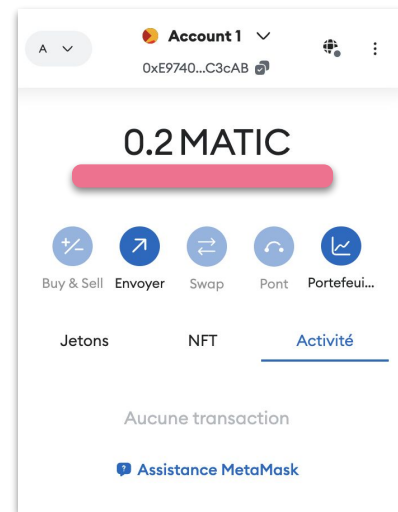 A
Account 1
0xE9740...C3cAB
0.2 MATIC
Buy & Sell Envoyer Swap Pont Portefeui...
Jetons NFT Activité
Aucune transaction
? Assistance MetaMask